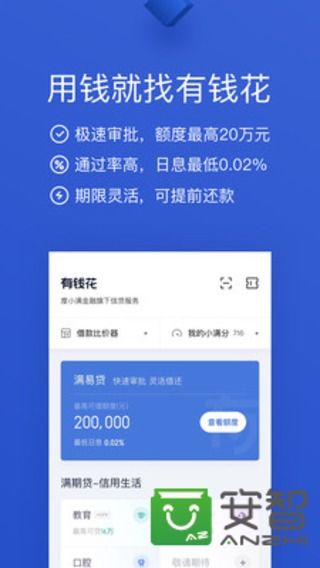 用钱就找有钱花
极速审批，额度最高20万元
通过率高，日息最低0.02%
期限灵活，可提前还款
有钱花
度小满金融旗下信贷服务
借款比价器
我的小满分 716
满易贷 快速审批 灵活借还
最高可借额度(元)
200,000
查看额度
最低日息 0.02%
满期贷-信用生活
教育
最高可贷
口腔
敬请期待
AZ
安智
ANZHI